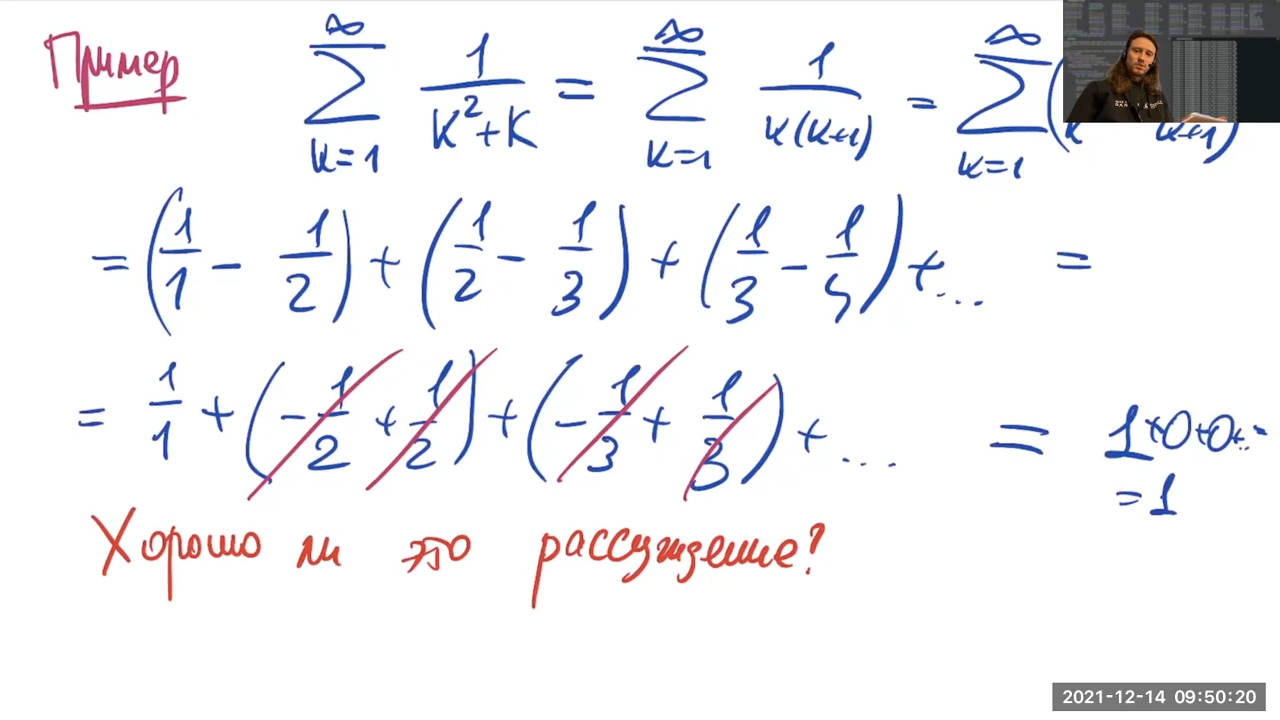 Пример ∞∑k=1 1/(k²+k) = ∞∑k=1 1/(k(k+1)) = ∞∑k=1 (
= (1/1 - 1/2) + (1/2 - 1/3) + (1/3 - 1/4) + ... =
= 1/1 + (-1/2 + 1/2) + (-1/3 + 1/3) + ... = 1+0+0+..=
=1
Хорошо ли это рассуждение?
2021-12-14 09:50:20